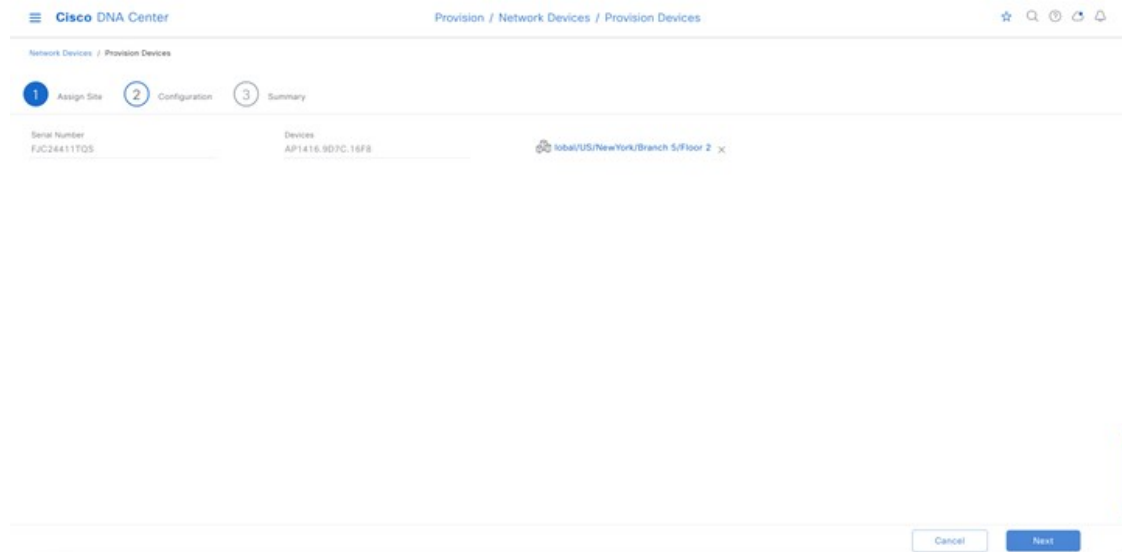 Cisco DNA Center
Provision / Network Devices / Provision Devices
Network Devices / Provision Devices
1 Assign Site 2 Configuration 3 Summary
Serial Number Devices
FJC24411TQS AP1416.9D7C.16F8 lobal/US/NewYork/Branch 5/Floor 2
Cancel Next